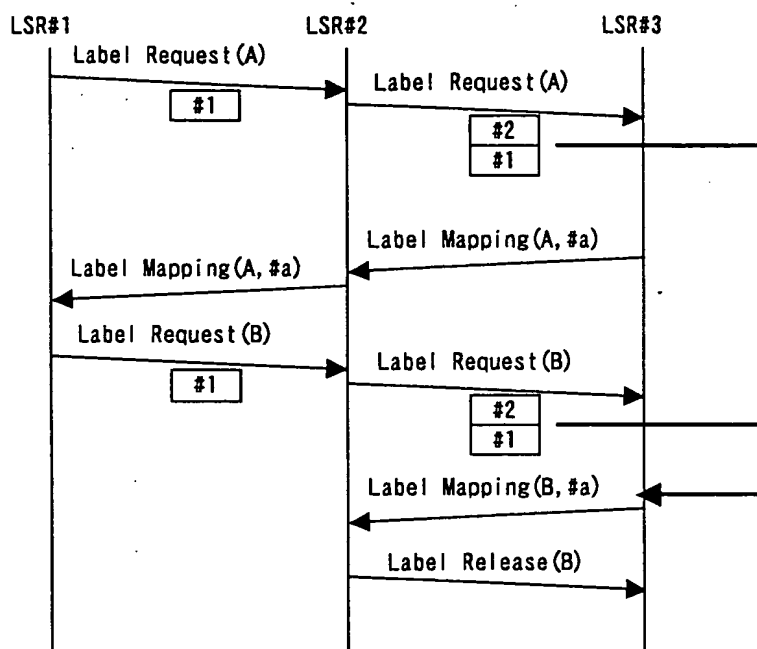 LSR#1 LSR#2 LSR#3
Label Request(A)
Label Request(A)
#1
#2
#1
Label Mapping(A,#a)
Label Mapping(A,#a)
Label Request(B)
Label Request(B)
#1
#2
#1
Label Mapping(B,#a)
Label Release(B)